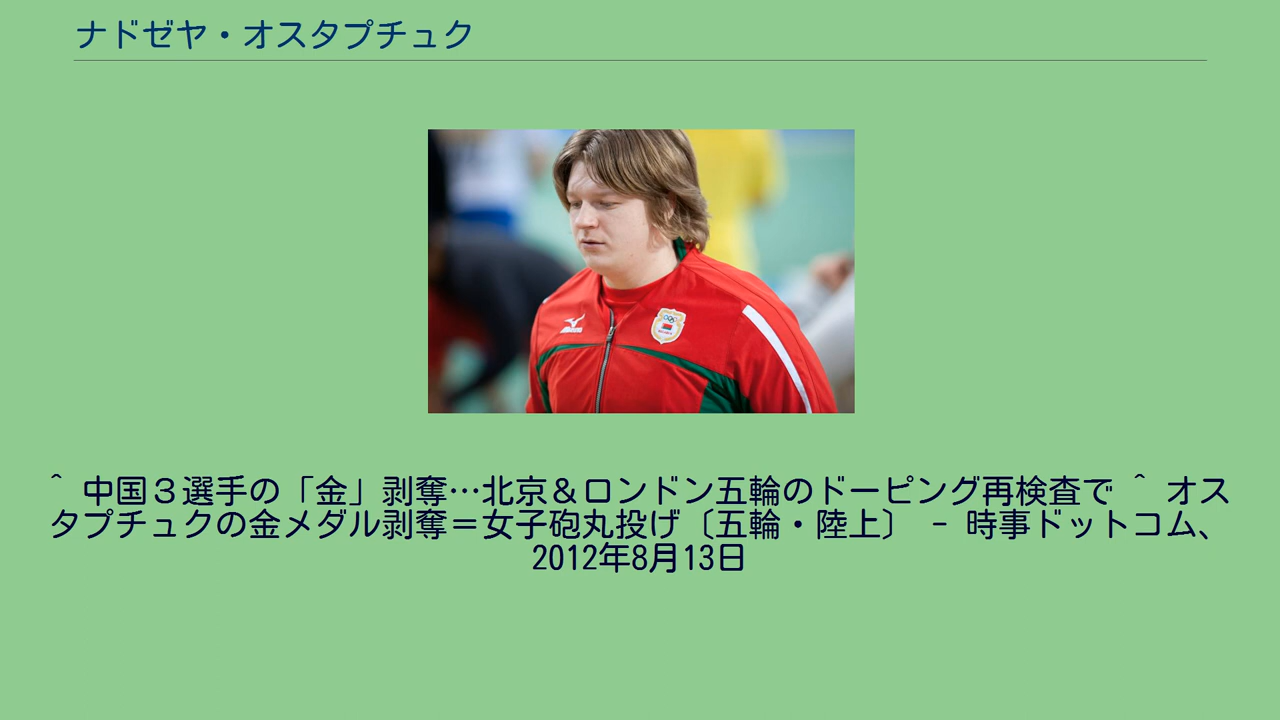 ナドゼヤ・オスタプチュク
^ 中国３選手の「金」剥奪…北京＆ロンドン五輪のドーピング再検査で ^ オス
タプチュクの金メダル剥奪＝女子砲丸投げ〔五輪・陸上〕 - 時事ドットコム、
2012年8月13日